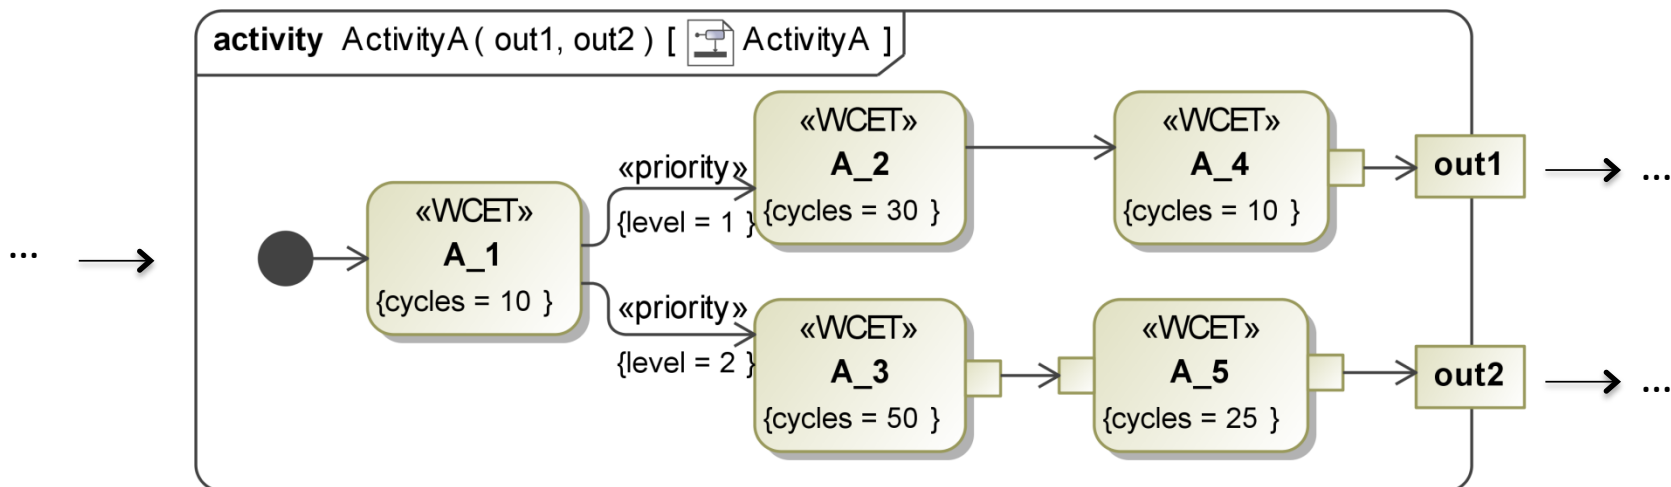 activity ActivityA ( out1, out2 ) [ ActivityA ]
«WCET»
A_2
{cycles = 30 }
«WCET»
A_4
{cycles = 10 }
out1
...
«priority»
{level = 1 }
...
«WCET»
A_1
{cycles = 10 }
«priority»
{level = 2 }
«WCET»
A_3
{cycles = 50 }
«WCET»
A_5
{cycles = 25 }
out2
...